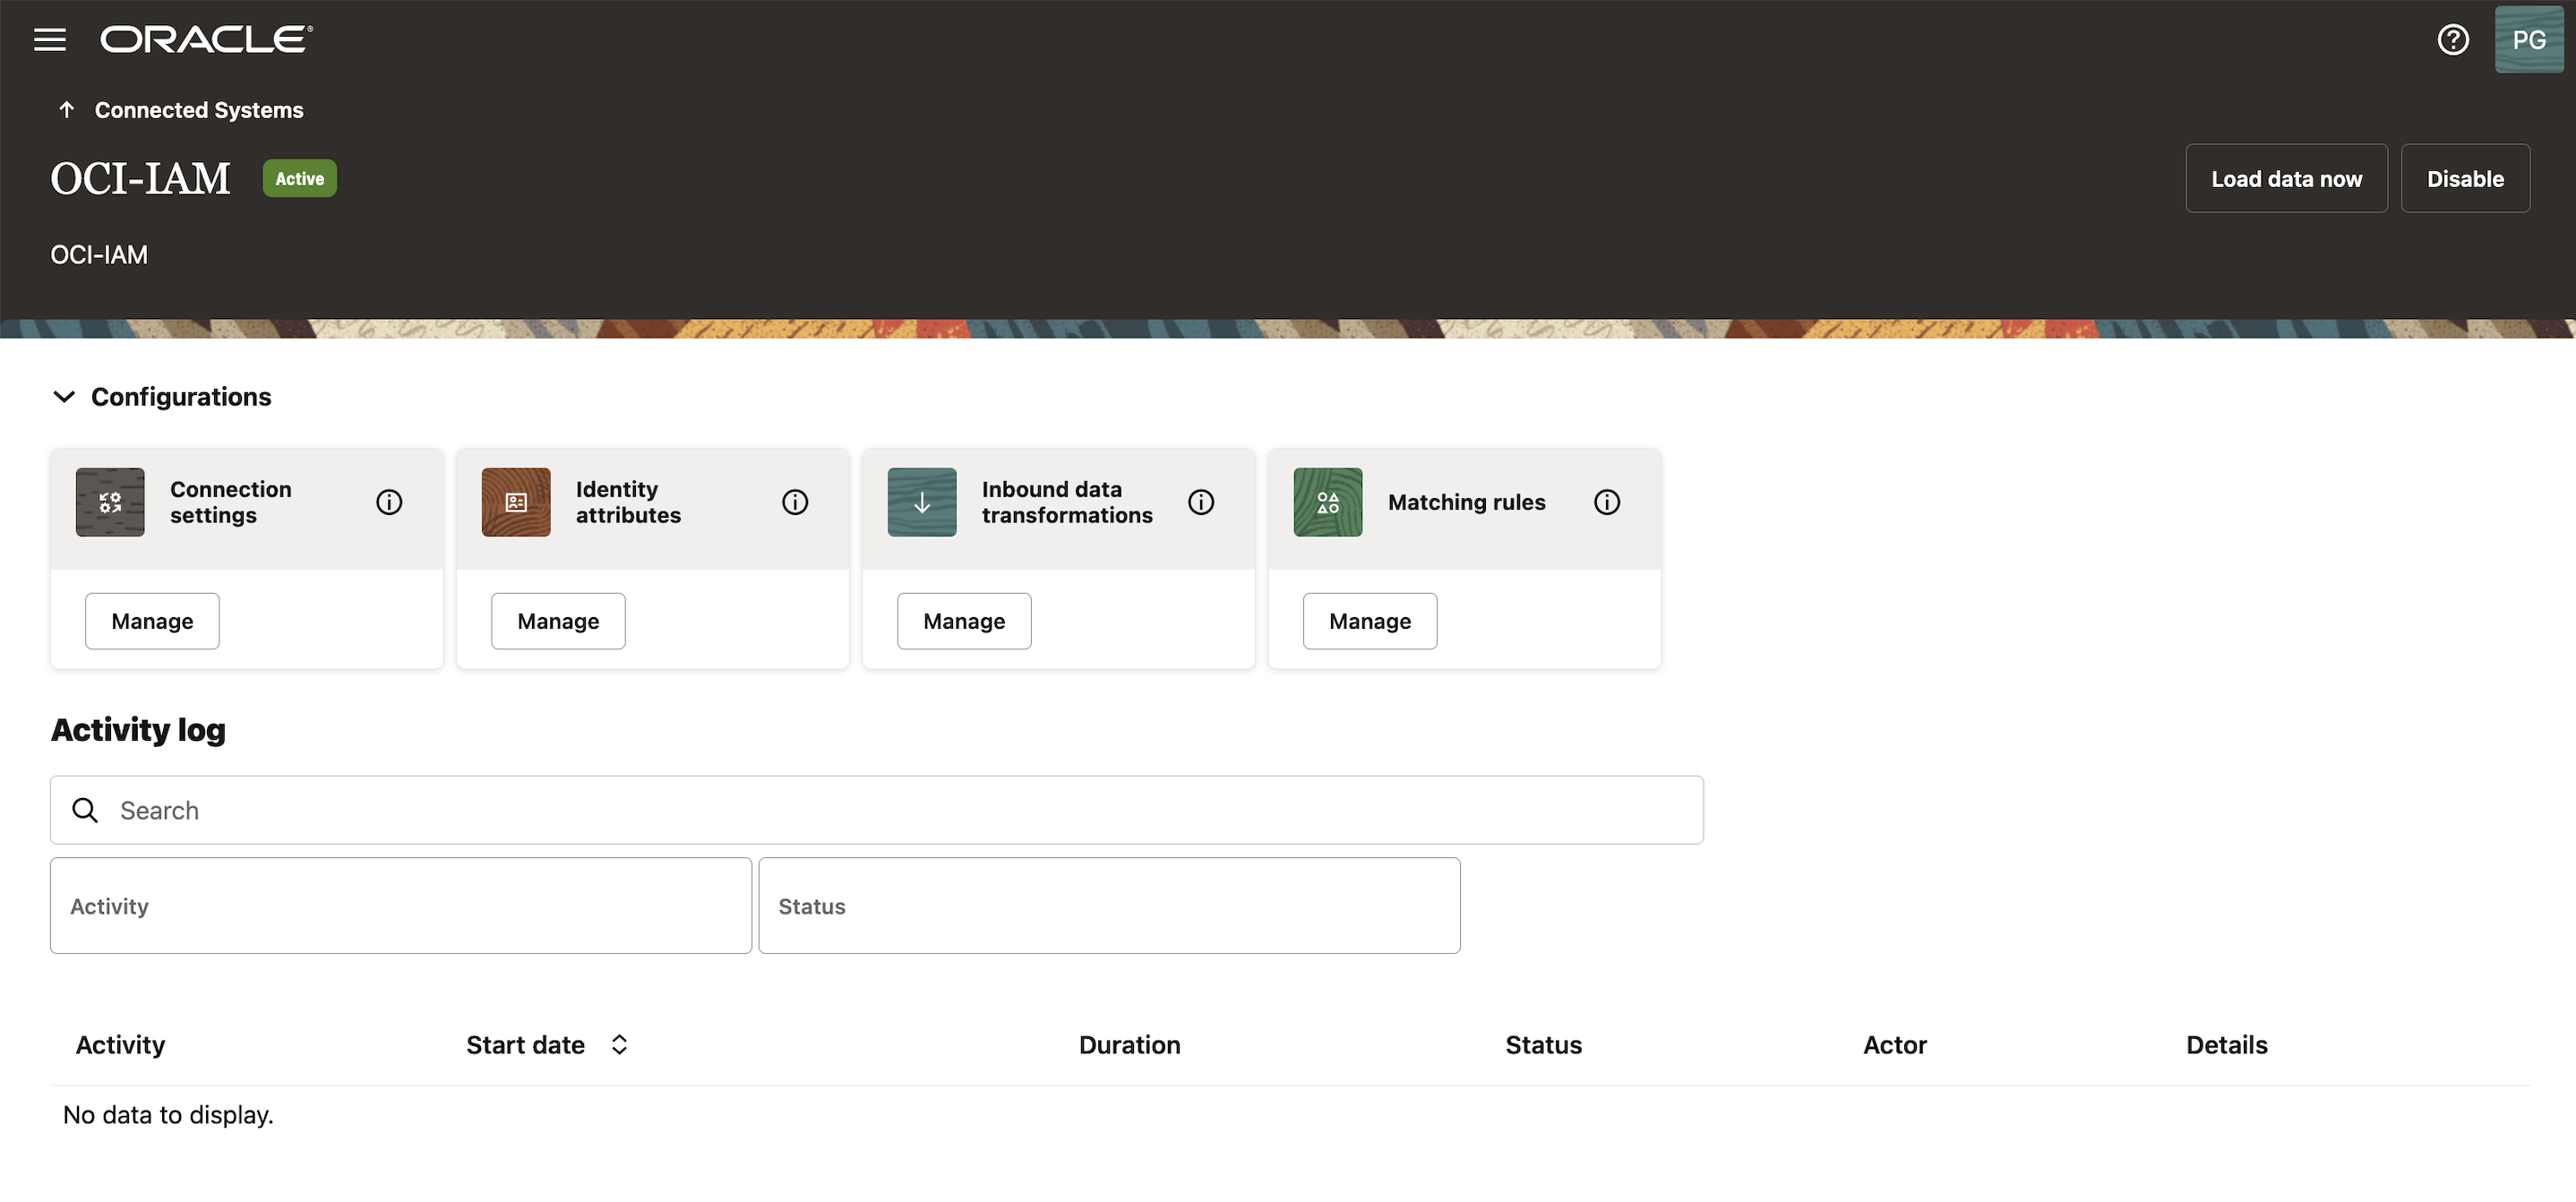 ORACLE®
PG
Connected Systems
OCI-IAM
Active
Load data now
Disable
OCI-IAM
Configurations
Connection
settings
Manage
Identity
attributes
Manage
Inbound data
transformations
Manage
Matching rules
Manage
Activity log
Search
Activity
Status
Activity
Start date
Duration
Status
Actor
Details
No data to display.